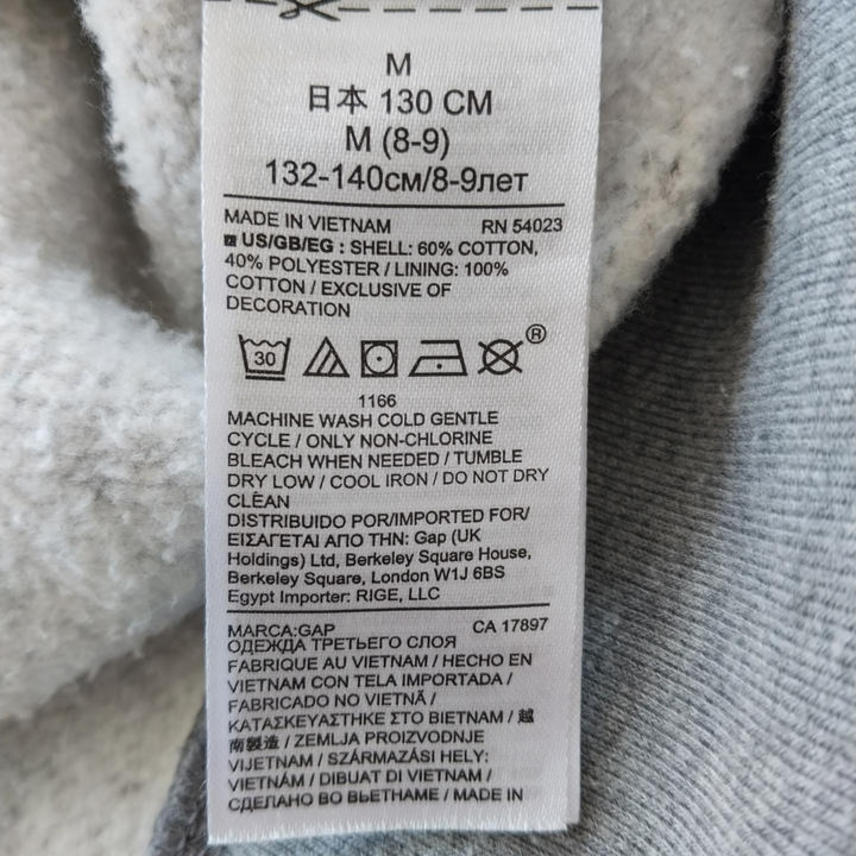 M
日本 130 CM
M (8-9)
132-140см/8-9лет
MADE IN VIETNAM RN 54023
US/GB/EG : SHELL: 60% COTTON,
40% POLYESTER / LINING: 100%
COTTON / EXCLUSIVE OF
DECORATION
30 ®
1166
MACHINE WASH COLD GENTLE
CYCLE / ONLY NON-CHLORINE
BLEACH WHEN NEEDED / TUMBLE
DRY LOW / COOL IRON / DO NOT DRY
CLEAN
DISTRIBUIDO POR/IMPORTED FOR/
ΕΙΣΑΓΕΤΑΙ ΑΠΟ ΤΗΝ: Gap (UK
Holdings) Ltd, Berkeley Square House,
Berkeley Square, London W1J 6BS
Egypt Importer: RIGE, LLC
MARCA:GAP CA 17897
ОДЕЖДА ТРЕТЬЕГО СЛОЯ
FABRIQUE AU VIETNAM / HECHO EN
VIETNAM CON TELA IMPORTADA /
FABRICADO NO VIETNÃ /
ΚΑΤΑΣΚΕΥΑΣΤΗΚΕ ΣΤΟ ΒΙΕΤΝΑΜ / 越
南製造 / ZEMLJA PROIZVODNJE
VIJETNAM / SZÁRMAZÁSI HELY:
VIETNÁM / DIBUAT DI VIETNAM /
СДЕЛАНО ВО ВЬЕТНАМЕ / MADE IN